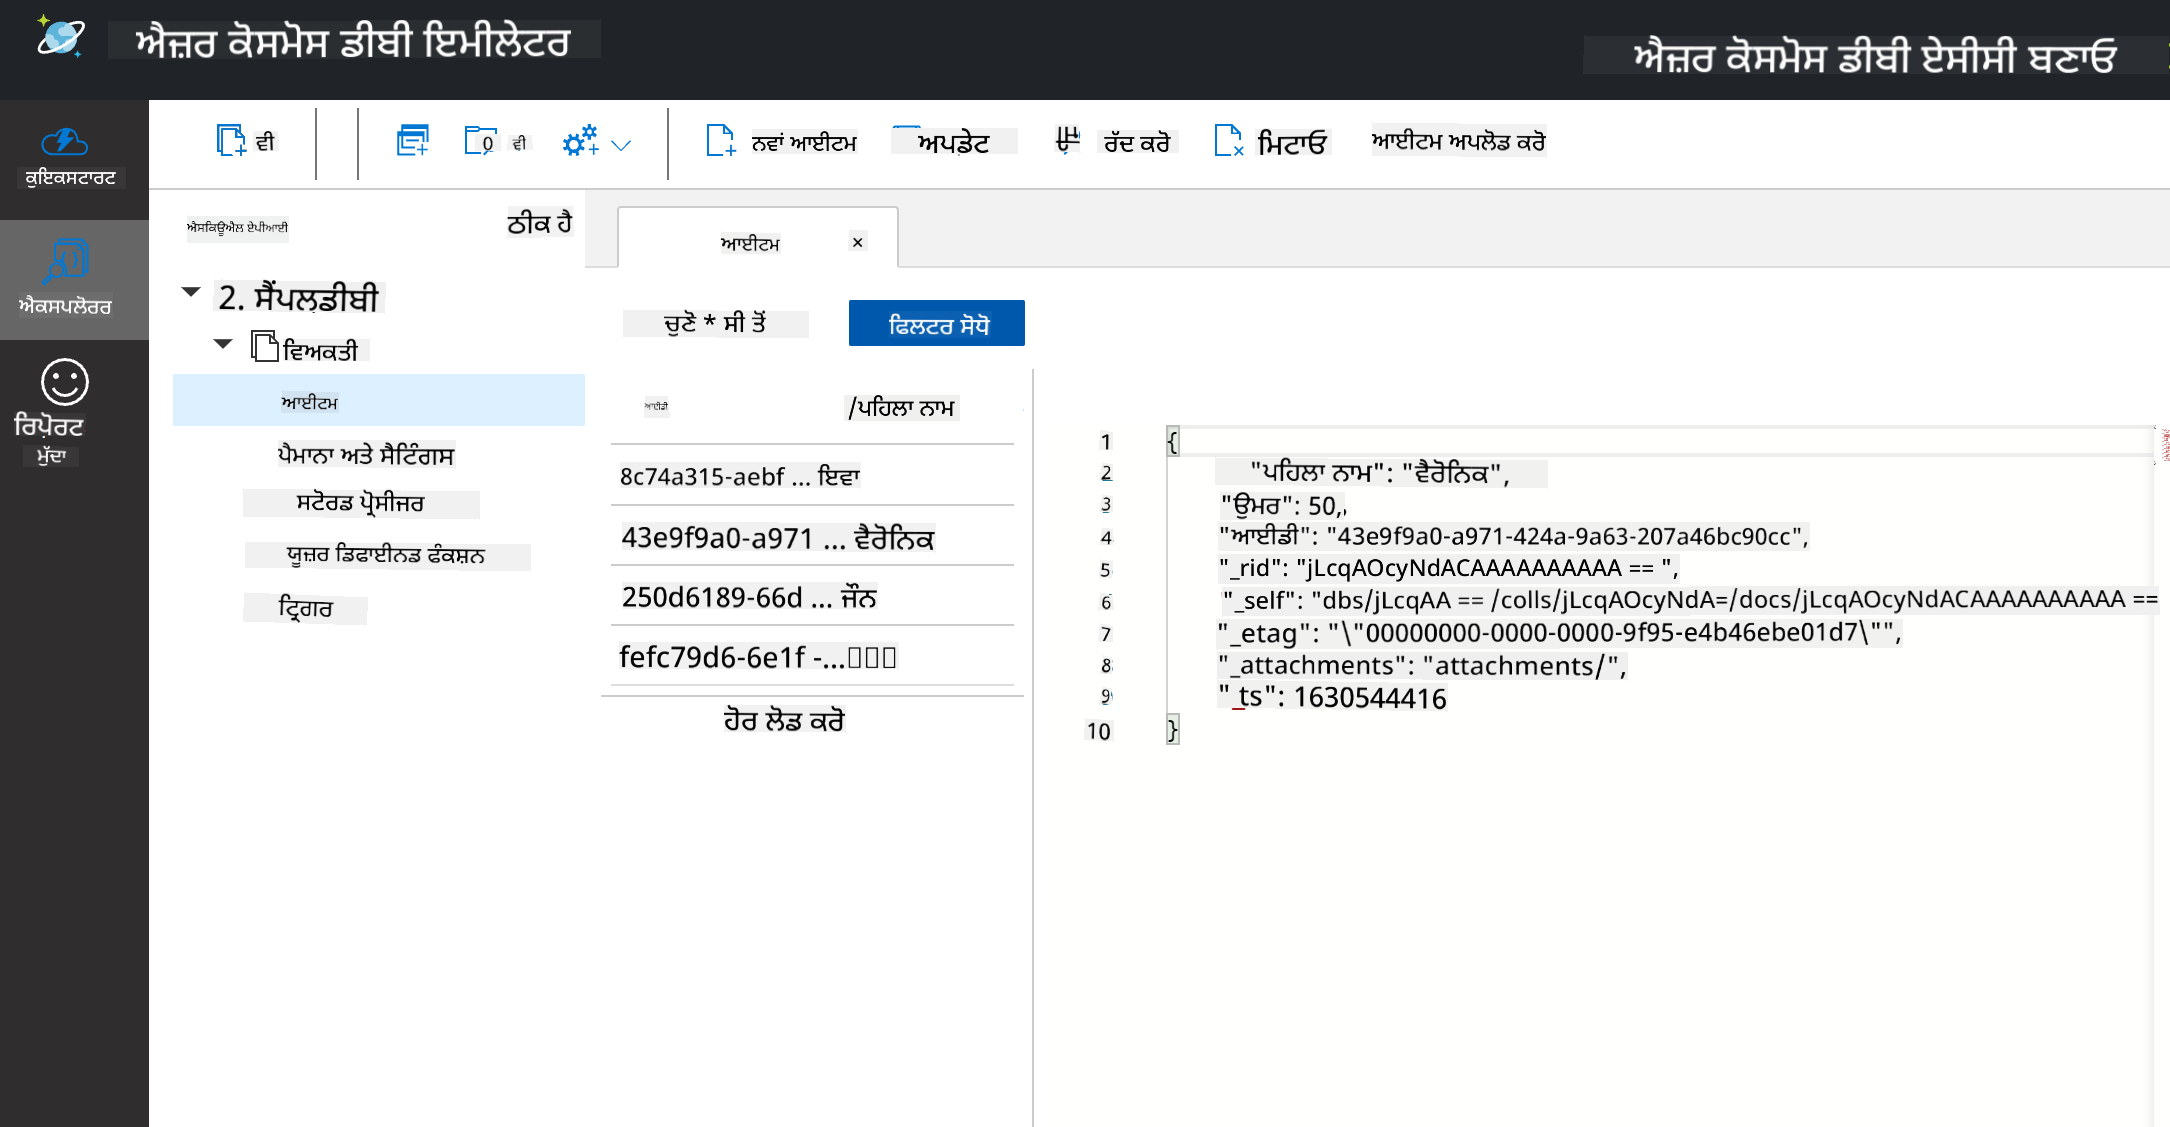 ਐਜ਼ਰ ਕੋਸਮੋਸ ਡੀਬੀ ਇਮੀਲੇਟਰ
ਐਜ਼ਰ ਕੋਸਮੋਸ ਡੀਬੀ ਏਸੀਸੀ ਬਣਾਓ
ਵੀ
0 ਵੀ
ਨਵਾਂ ਆਈਟਮ
ਅਪਡੇਟ
ਰੱਦ ਕਰੋ
ਮਿਟਾਓ
ਆਈਟਮ ਅਪਲੋਡ ਕਰੋ
ਕੁਇਕਸਟਾਰਟ
ਐਕਸਪਲੋਰਰ
ਰਿਪੋਰਟ
ਮੁੱਦਾ
ਐਸਕਿਊਐਲ ਏਪੀਆਈ
ਠੀਕ ਹੈ
2. ਸੈਂਪਲਡੀਬੀ
ਵਿਅਕਤੀ
ਆਈਟਮ
ਪੈਮਾਨਾ ਅਤੇ ਸੈਟਿੰਗਸ
ਸਟੋਰਡ ਪ੍ਰੋਸੀਜਰ
ਯੂਜ਼ਰ ਡਿਫਾਈਨਡ ਫੰਕਸ਼ਨ
ਟ੍ਰਿਗਰ
ਆਈਟਮ ×
ਚੁਣੋ * ਸੀ ਤੋਂ
ਫਿਲਟਰ ਸੋਧੋ
ਆਈਡੀ /ਪਹਿਲਾ ਨਾਮ
8c74a315-aebf ... ਇਵਾ
43e9f9a0-a971 ... ਵੈਰੋਨਿਕ
250d6189-66d ... ਜੌਨ
fefc79d6-6e1f -...
ਹੋਰ ਲੋਡ ਕਰੋ
1 {
2 "ਪਹਿਲਾ ਨਾਮ": "ਵੈਰੋਨਿਕ",
3 "ਉਮਰ": 50,
4 "ਆਈਡੀ": "43e9f9a0-a971-424a-9a63-207a46bc90cc",
5 "_rid": "jLcqAOcyNdACAAAAAAAAAA == ",
6 "_self": "dbs/jLcqAA == /colls/jLcqAOcyNdA=/docs/jLcqAOcyNdACAAAAAAAAAA ==
7 "_etag": "\"00000000-0000-0000-9f95-e4b46ebe01d7\"",
8 "_attachments": "attachments/",
9 "_ts": 1630544416
10 }